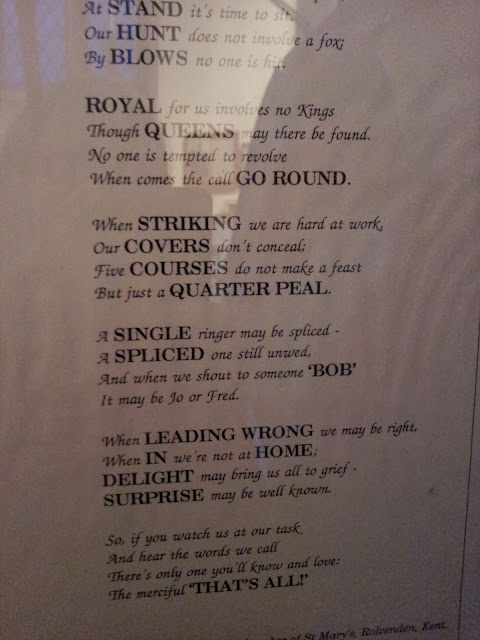 At STAND it's time to sit.
Our HUNT does not involve a fox;
By BLOWS no one is hit.
ROYAL for us involves no Kings
Though QUEENS may there be found.
No one is tempted to revolve
When comes the call GO ROUND.
When STRIKING we are hard at work,
Our COVERS don't conceal;
Five COURSES do not make a feast
But just a QUARTER PEAL.
A SINGLE ringer may be spliced -
A SPLICED one still unwed,
And when we shout to someone 'BOB'
It may be Jo or Fred.
When LEADING WRONG we may be right,
When IN we're not at HOME;
DELIGHT may bring us all to grief -
SURPRISE may be well known.
So, if you watch us at our task
And hear the words we call
There's only one you'll know and love:
The merciful 'THAT'S ALL!'
of St Mary's, Rolvenden, Kent.